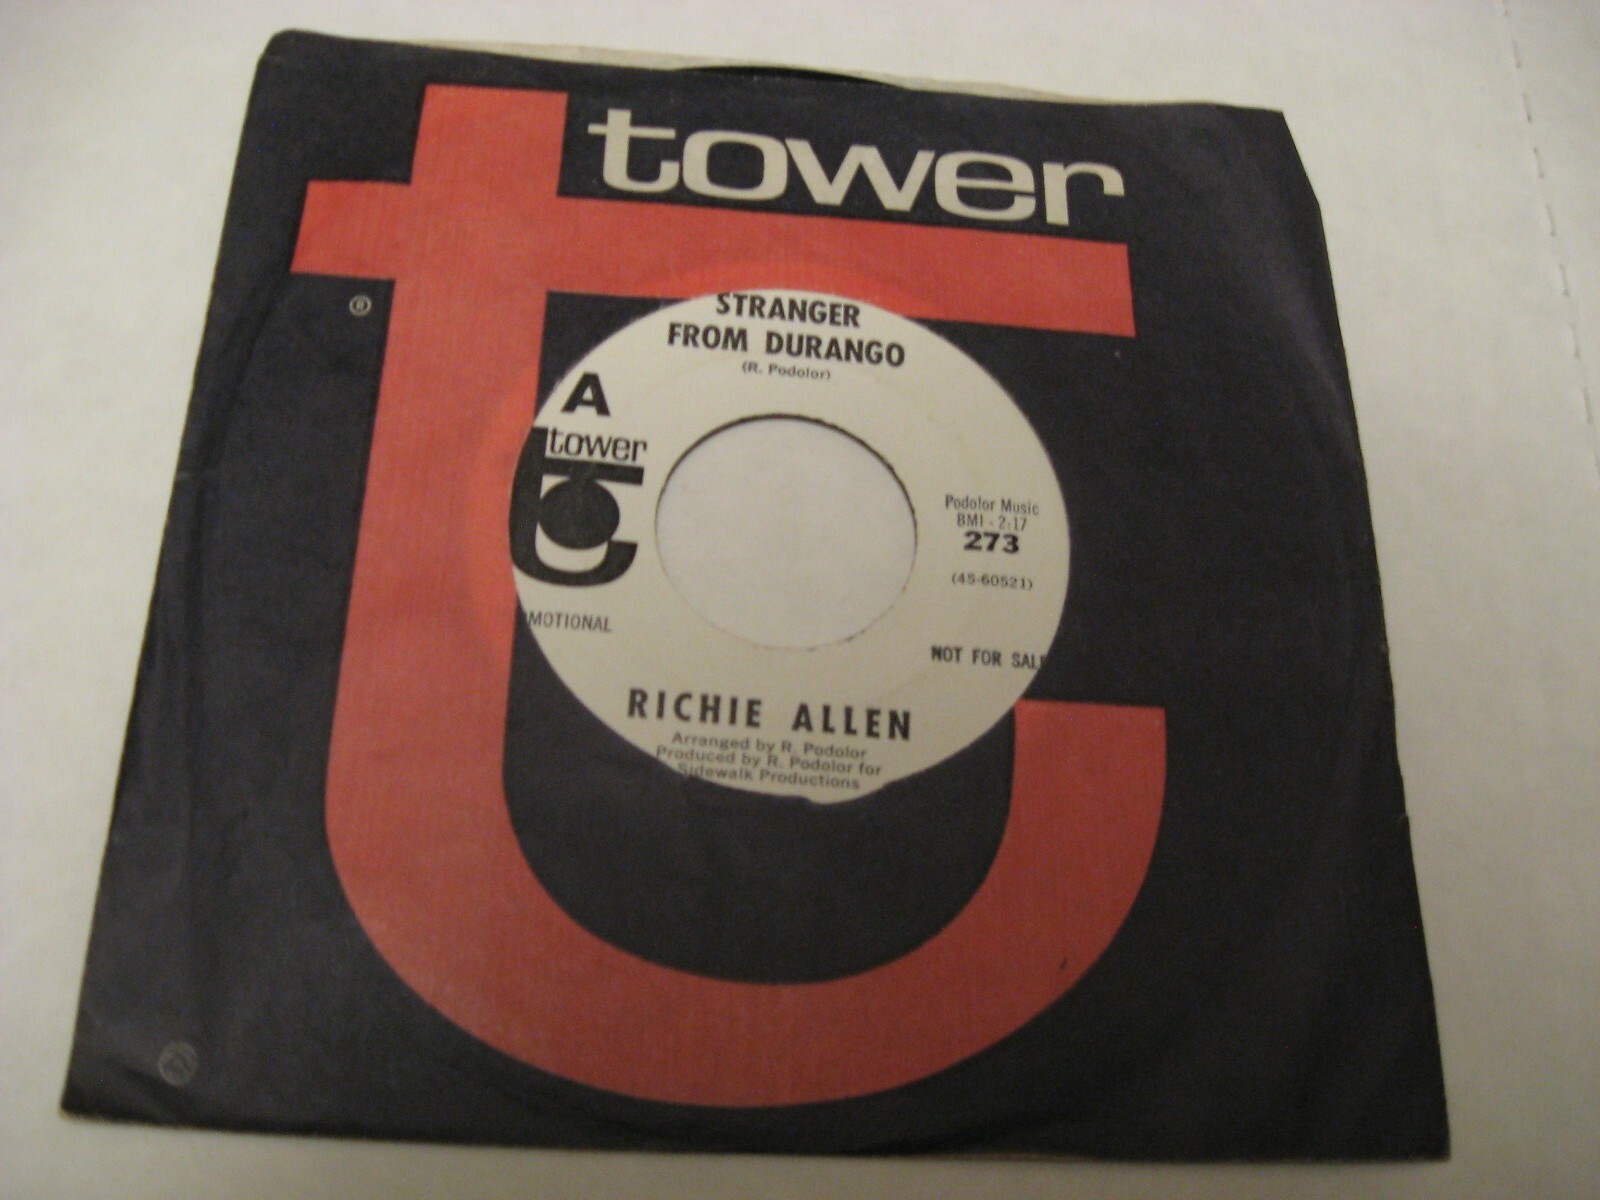 tower
®
STRANGER
FROM DURANGO
(R. Podolor)
A
tower
Podolor Music
BMI - 2:17
273
(45-60521)
MOTIONAL
NOT FOR SAL
RICHIE ALLEN
Arranged by R. Podolor
Produced by R. Podolor for
Sidewalk Productions